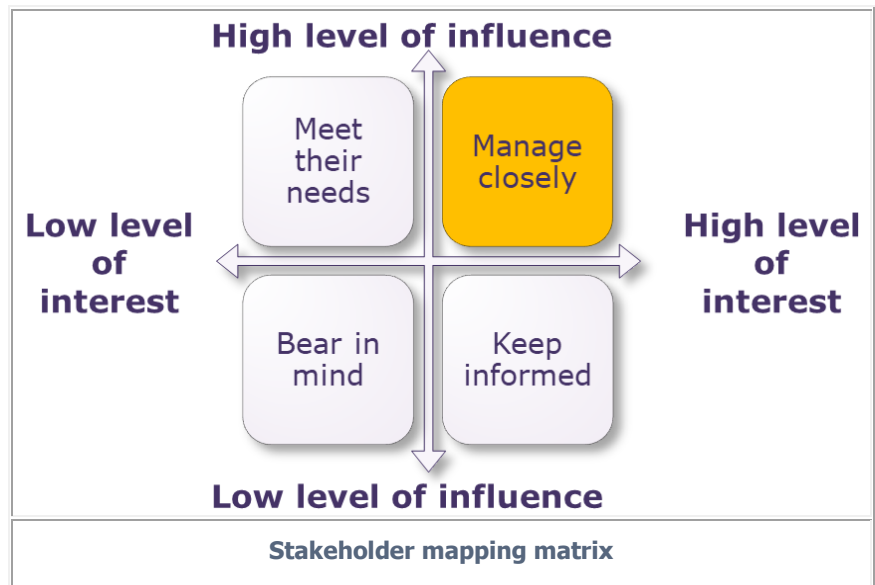 High level of influence
Meet
their
needs
Manage
closely
Low level
of
interest
High level
of
interest
Bear in
mind
Keep
informed
Low level of influence
Stakeholder mapping matrix